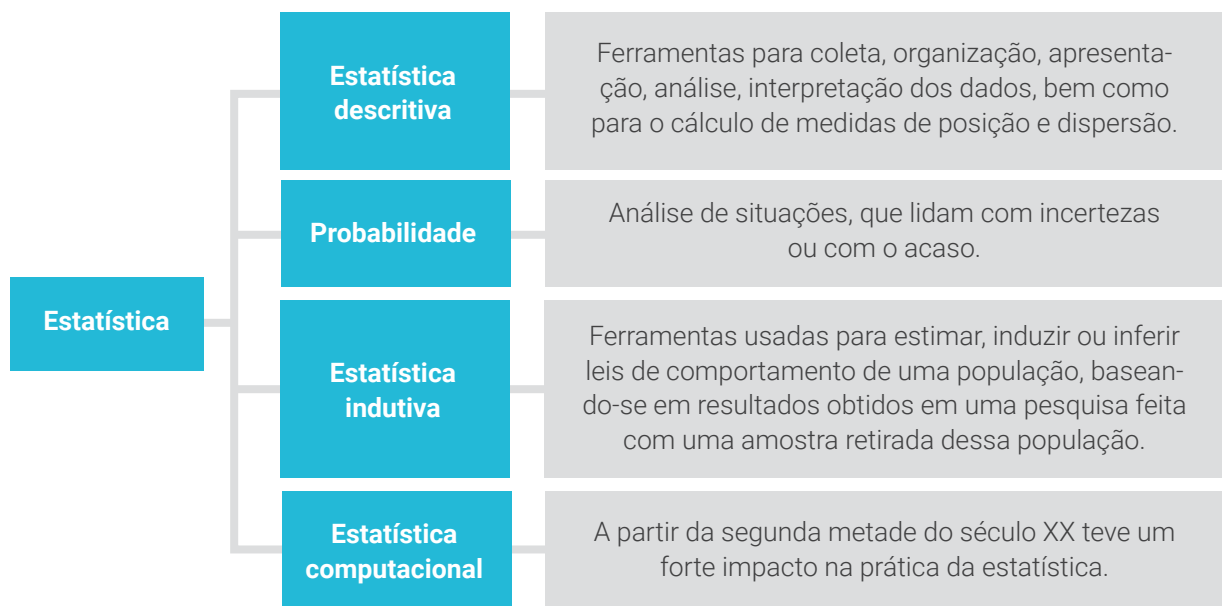 Estatística
Estatística
descritiva
Ferramentas para coleta, organização, apresenta-
ção, análise, interpretação dos dados, bem como
para o cálculo de medidas de posição e dispersão.
Probabilidade
Análise de situações, que lidam com incertezas
ou com o acaso.
Estatística
indutiva
Ferramentas usadas para estimar, induzir ou inferir
leis de comportamento de uma população, basean-
do-se em resultados obtidos em uma pesquisa feita
com uma amostra retirada dessa população.
Estatística
computacional
A partir da segunda metade do século XX teve um
forte impacto na prática da estatística.